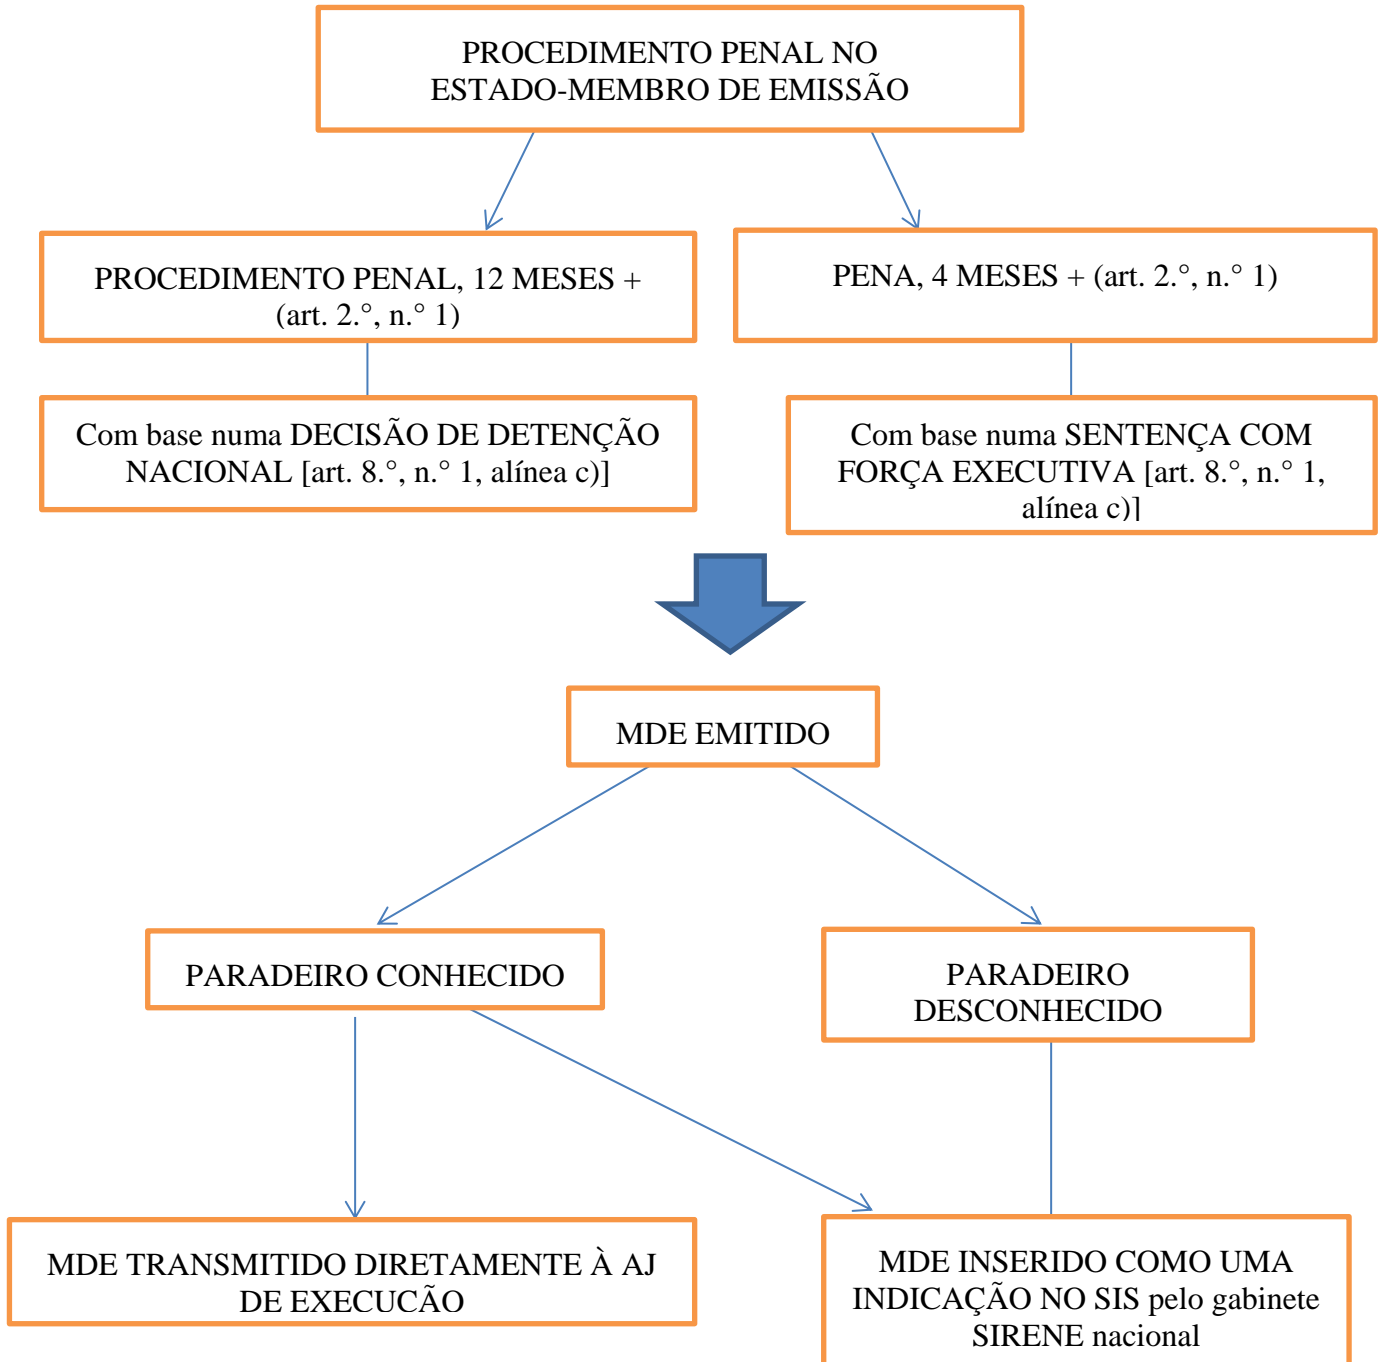 PROCEDIMENTO PENAL NO
ESTADO-MEMBRO DE EMISSÃO
PROCEDIMENTO PENAL, 12 MESES +
(art. 2.°, n.° 1)
PENA, 4 MESES + (art. 2.°, n.° 1)
Com base numa DECISÃO DE DETENÇÃO
NACIONAL [art. 8.°, n.° 1, alínea c)]
Com base numa SENTENÇA COM
FORÇA EXECUTIVA [art. 8.°, n.° 1,
alínea c)]
MDE EMITIDO
PARADEIRO CONHECIDO
PARADEIRO
DESCONHECIDO
MDE TRANSMITIDO DIRETAMENTE À AJ
DE EXECUCÃO
MDE INSERIDO COMO UMA
INDICAÇÃO NO SIS pelo gabinete
SIRENE nacional